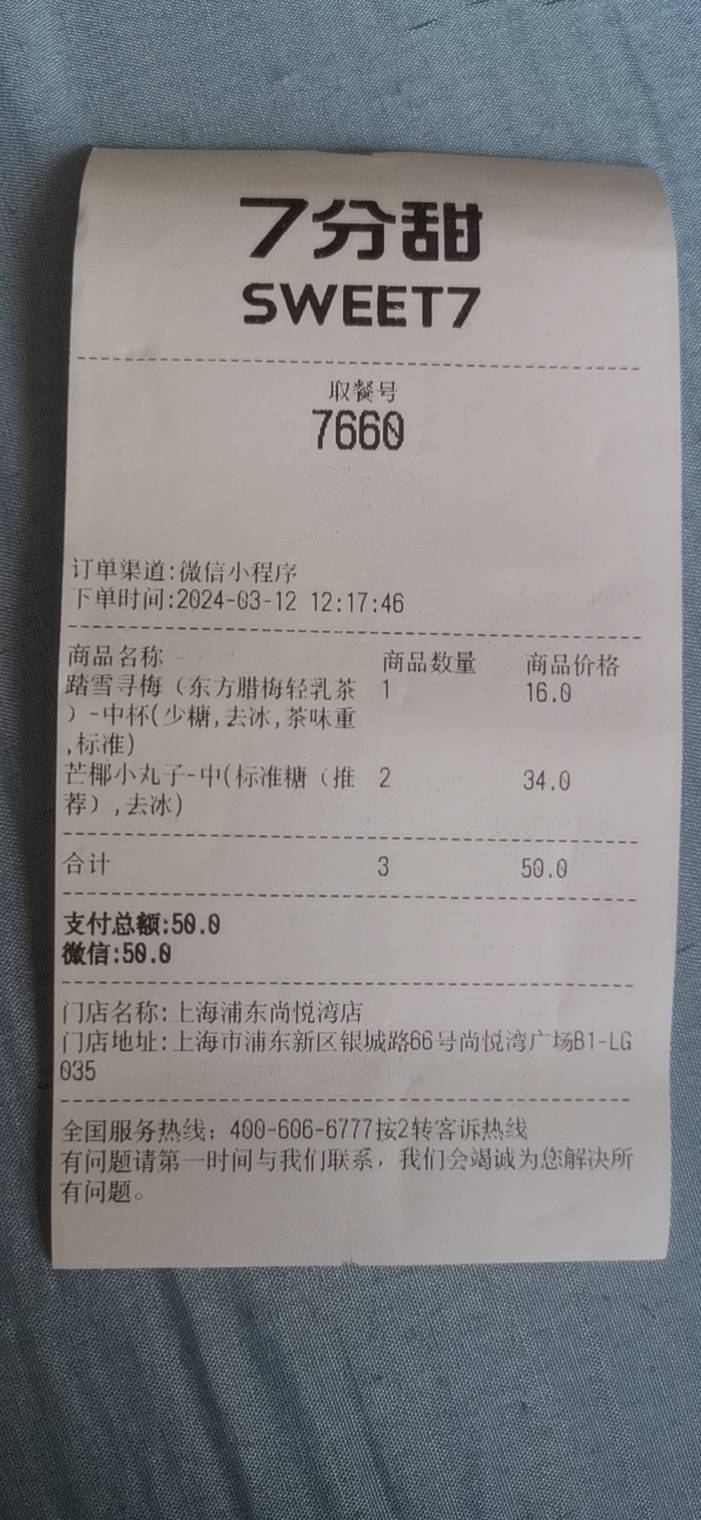 7分甜
SWEET7
取餐号
7660
订单渠道:微信小程序
下单时间:2024-03-12 12:17:46
商品名称 商品数量 商品价格
踏雪寻梅（东方腊梅轻乳茶 1 16.0
）-中杯(少糖,去冰,茶味重
,标准)
芒椰小丸子-中(标准糖（推 2 34.0
荐）,去冰)
合计 3 50.0
支付总额:50.0
微信:50.0
门店名称:上海浦东尚悦湾店
门店地址:上海市浦东新区银城路66号尚悦湾广场B1-LG
035
全国服务热线：400-606-6777按2转客诉热线
有问题请第一时间与我们联系，我们会竭诚为您解决所
有问题。